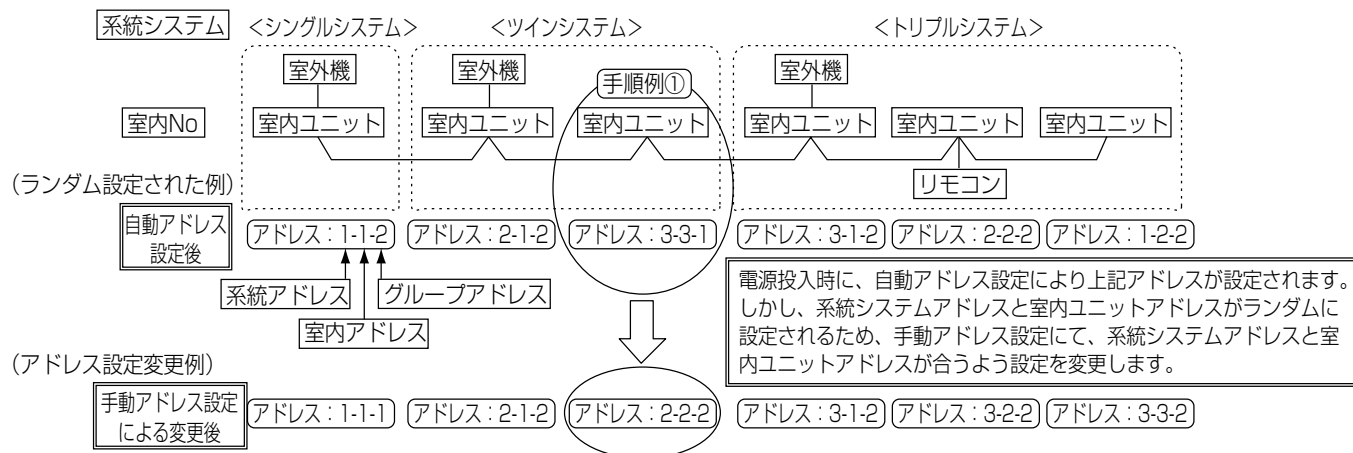 系統システム <シングルシステム> <ツインシステム> <トリプルシステム>
室外機 室外機 室外機
手順例①
室内No 室内ユニット 室内ユニット 室内ユニット 室内ユニット 室内ユニット 室内ユニット
(ランダム設定された例) リモコン
自動アドレス
設定後
アドレス:1-1-2 アドレス:2-1-2 アドレス:3-3-1 アドレス:3-1-2 アドレス:2-2-2 アドレス:1-2-2
系統アドレス グループアドレス
室内アドレス
電源投入時に、自動アドレス設定により上記アドレスが設定されます。
しかし、系統システムアドレスと室内ユニットアドレスがランダムに
設定されるため、手動アドレス設定にて、系統システムアドレスと室
内ユニットアドレスが合うよう設定を変更します。
(アドレス設定変更例)
手動アドレス設定
による変更後
アドレス:1-1-1 アドレス:2-1-2 アドレス:2-2-2 アドレス:3-1-2 アドレス:3-2-2 アドレス:3-3-2